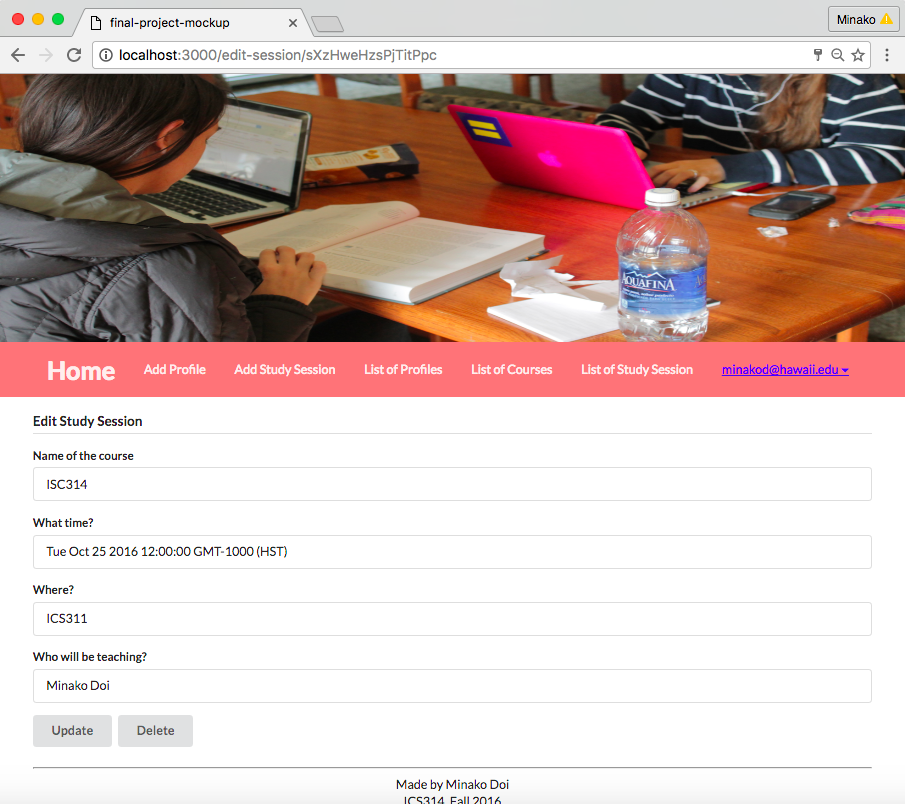 final-project-mockup
Minako
localhost:3000/edit-session/sXzHweHzsPjTitPpc
AQUAFINA
Home Add Profile Add Study Session List of Profiles List of Courses List of Study Session minakod@hawaii.edu
Edit Study Session
Name of the course
ISC314
What time?
Tue Oct 25 2016 12:00:00 GMT-1000 (HST)
Where?
ICS311
Who will be teaching?
Minako Doi
Update Delete
Made by Minako Doi
ICS314, Fall 2016